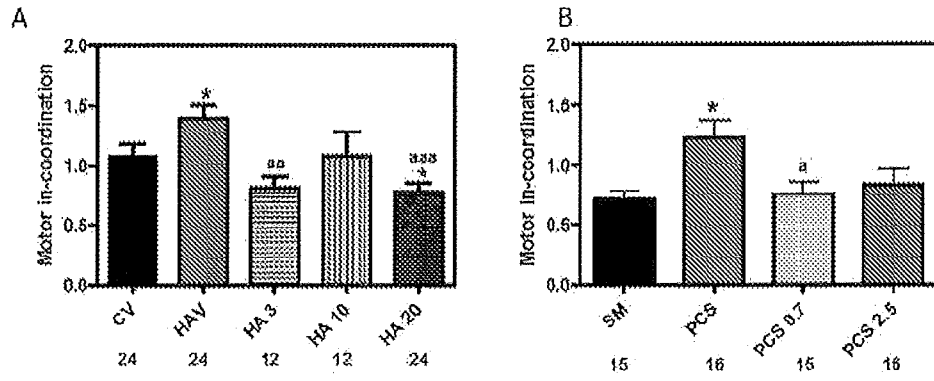 A
Motor in-coordination
2.0
1.5
1.0
0.5
0.0
*
aa
aaa
*
CV
HAV
HA 3
HA 10
HA 20
24
24
12
12
24
B
Motor in-coordination
2.0
1.5
1.0
0.5
0.0
*
a
SM
PCS
PCS 0.7
PCS 2.5
15
16
15
16